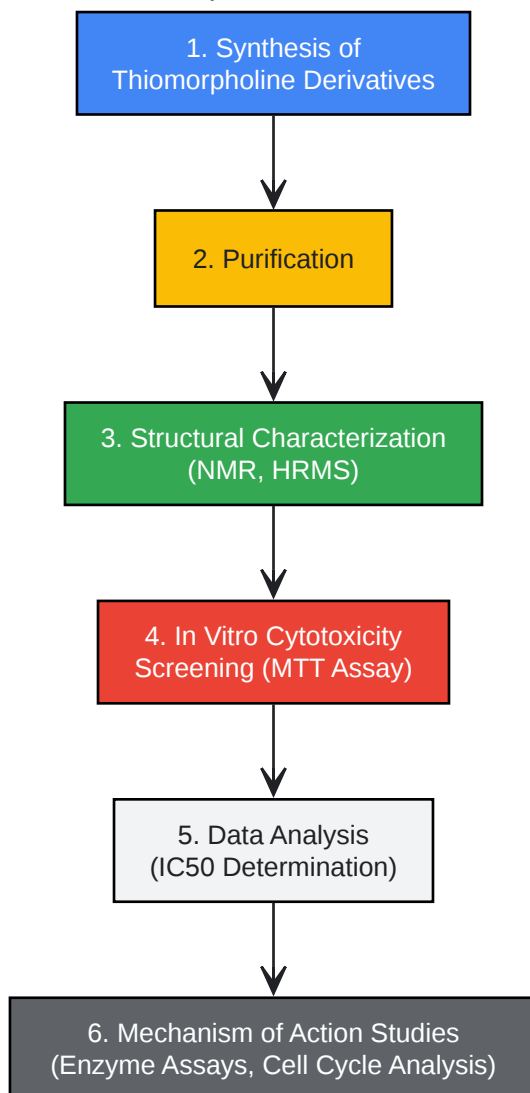 1. Synthesis of
Thiomorpholine Derivatives
2. Purification
3. Structural Characterization
(NMR, HRMS)
4. In Vitro Cytotoxicity
Screening (MTT Assay)
5. Data Analysis
(IC50 Determination)
6. Mechanism of Action Studies
(Enzyme Assays, Cell Cycle Analysis)